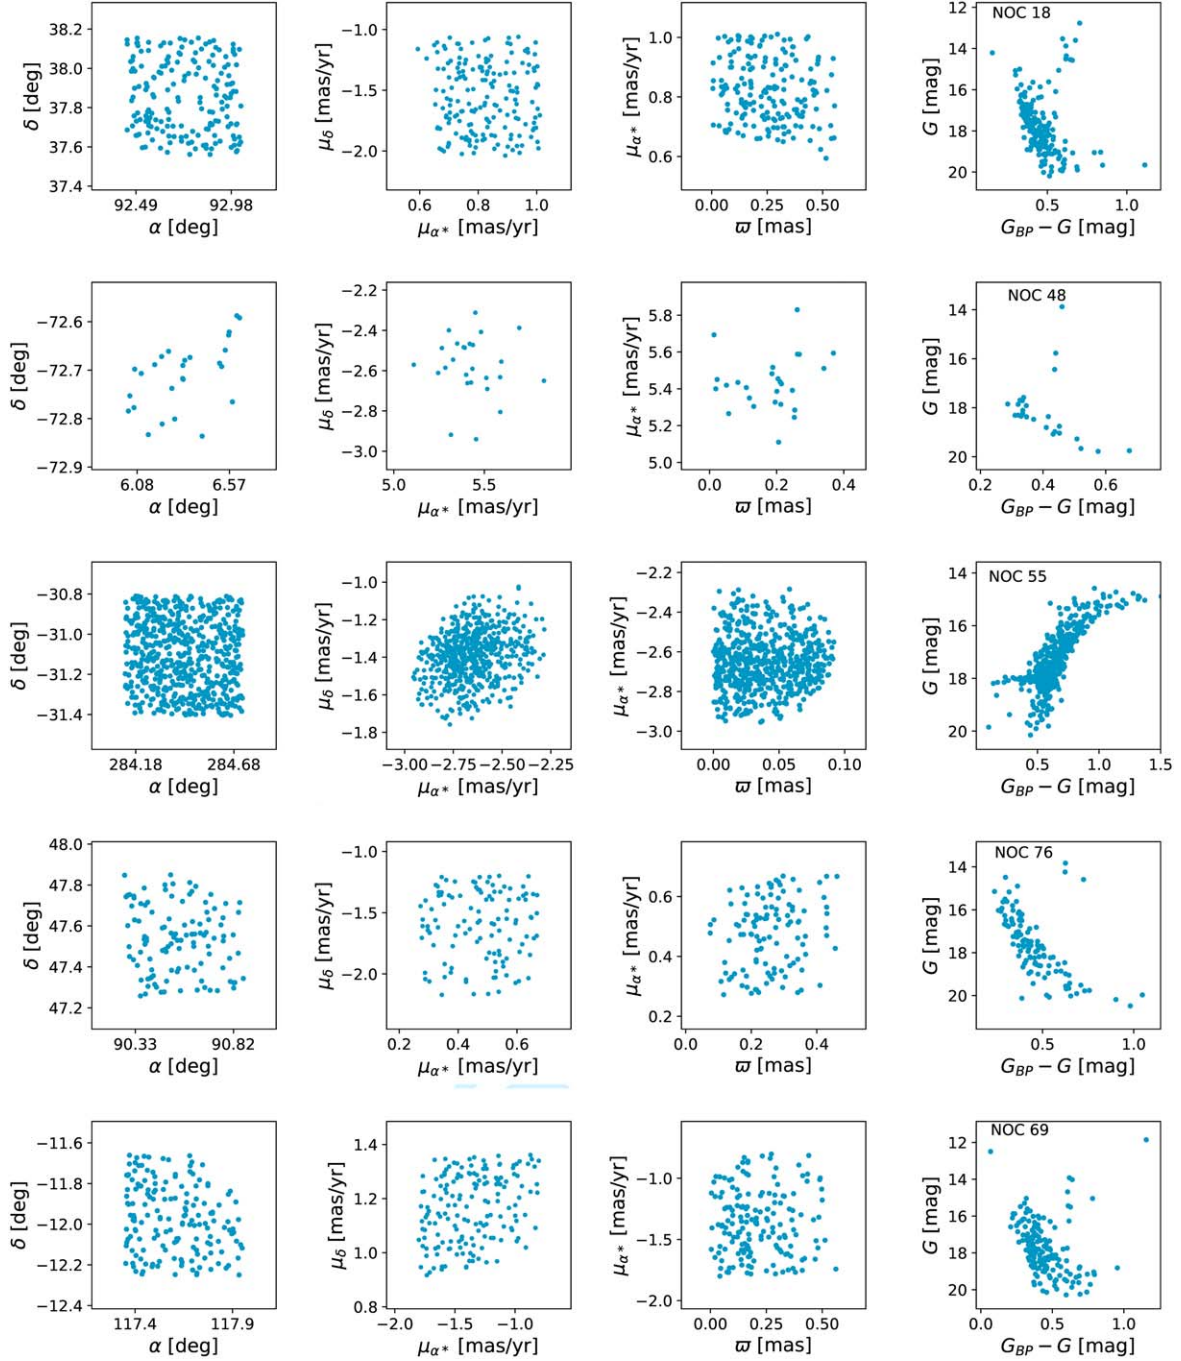 38.2
38.0
37.8
37.6
37.4
δ [deg]
92.49 92.98
α [deg]
−1.0
−1.5
−2.0
μδ [mas/yr]
0.6 0.8 1.0
μα* [mas/yr]
1.0
0.8
0.6
μα* [mas/yr]
0.00 0.25 0.50
ϖ [mas]
NOC 18
12
14
16
18
20
G [mag]
0.5 1.0
GBP − G [mag]
−72.6
−72.7
−72.8
−72.9
δ [deg]
6.08 6.57
α [deg]
−2.2
−2.4
−2.6
−2.8
−3.0
μδ [mas/yr]
5.0 5.5
μα* [mas/yr]
5.8
5.6
5.4
5.2
5.0
μα* [mas/yr]
0.0 0.2 0.4
ϖ [mas]
NOC 48
14
16
18
20
G [mag]
0.2 0.4 0.6
GBP − G [mag]
−30.8
−31.0
−31.1
−31.4
δ [deg]
284.18 284.68
α [deg]
−1.0
−1.2
−1.4
−1.6
−1.8
μδ [mas/yr]
−3.00 −2.75 −2.50 −2.25
μα* [mas/yr]
−2.2
−2.4
−2.6
−2.8
−3.0
μα* [mas/yr]
0.00 0.05 0.10
ϖ [mas]
NOC 55
14
16
18
20
G [mag]
0.5 1.0 1.5
GBP − G [mag]
48.0
47.8
47.6
47.4
47.2
δ [deg]
90.33 90.82
α [deg]
−1.0
−1.5
−2.0
μδ [mas/yr]
0.2 0.4 0.6
μα* [mas/yr]
0.6
0.4
0.2
μα* [mas/yr]
0.0 0.2 0.4
ϖ [mas]
NOC 76
14
16
18
20
G [mag]
0.5 1.0
GBP − G [mag]
−11.6
−11.8
−12.0
−12.2
−12.4
δ [deg]
117.4 117.9
α [deg]
1.4
1.2
1.0
0.8
μδ [mas/yr]
−2.0 −1.5 −1.0
μα* [mas/yr]
−1.0
−1.5
−2.0
μα* [mas/yr]
0.00 0.25 0.50
ϖ [mas]
NOC 69
12
14
16
18
20
G [mag]
0.0 0.5 1.0
GBP − G [mag]